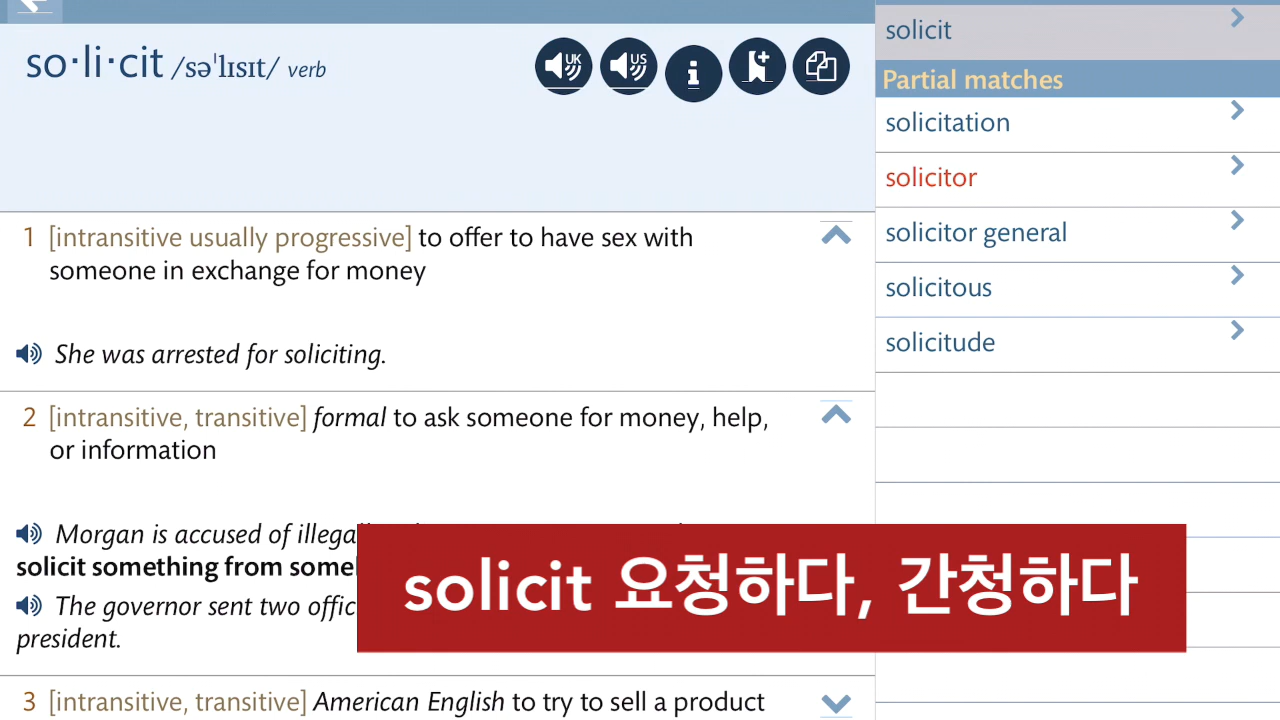 so·li·cit /səˈlɪsɪt/ verb
UK
US
1 [intransitive usually progressive] to offer to have sex with
someone in exchange for money
She was arrested for soliciting.
2 [intransitive, transitive] formal to ask someone for money, help,
or information
Morgan is accused of
solicit something from
The governor sent two
president.
3 [intransitive, transitive] American English to try to sell a product
solicit 요청하다, 간청하다
solicit
Partial matches
solicitation
solicitor
solicitor general
solicitous
solicitude